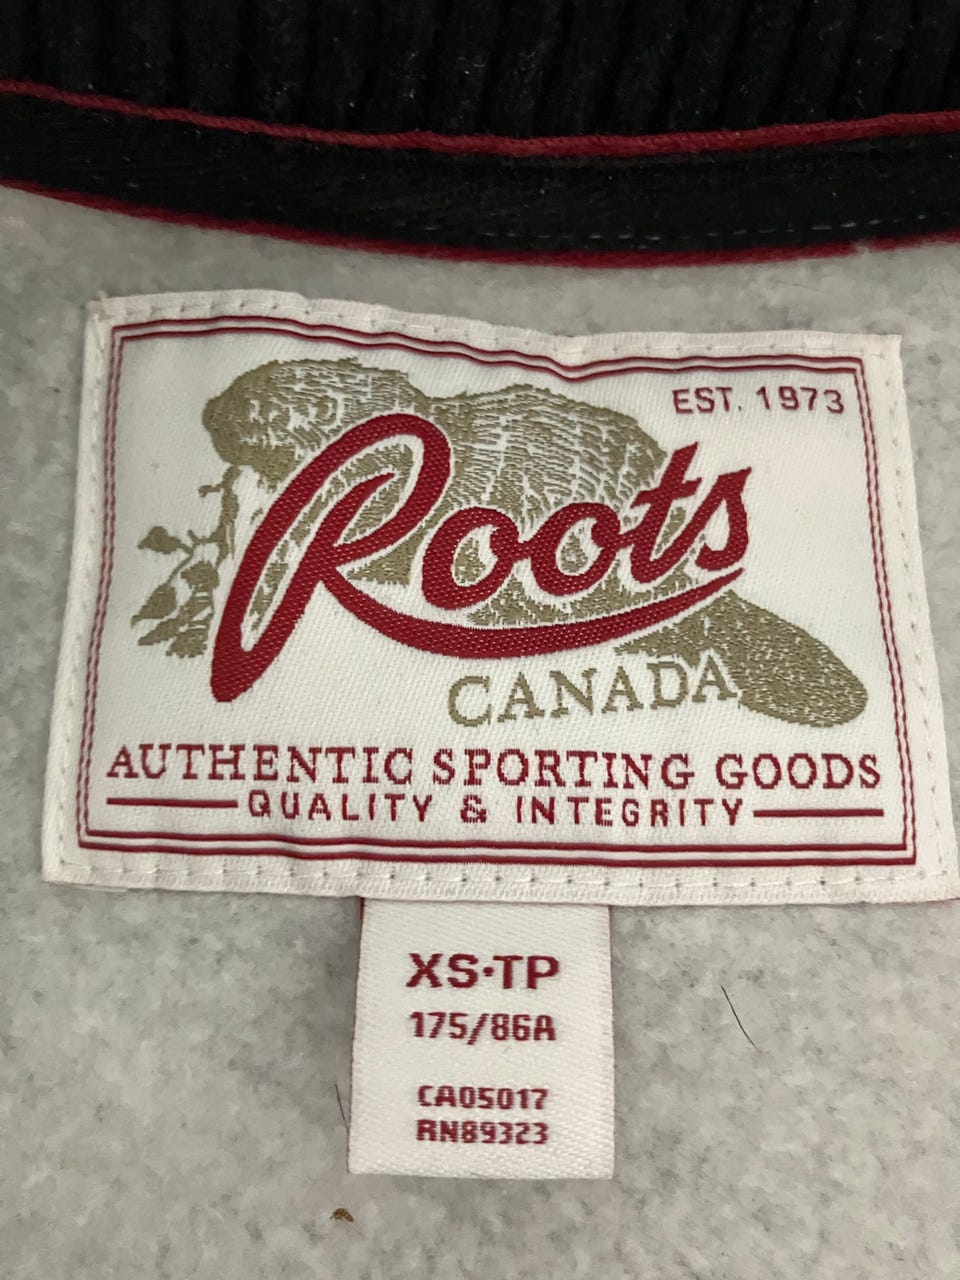 EST. 1973
Roots
CANADA
AUTHENTIC SPORTING GOODS
QUALITY & INTEGRITY
XS·TP
175/86A
CA05017
RN89323